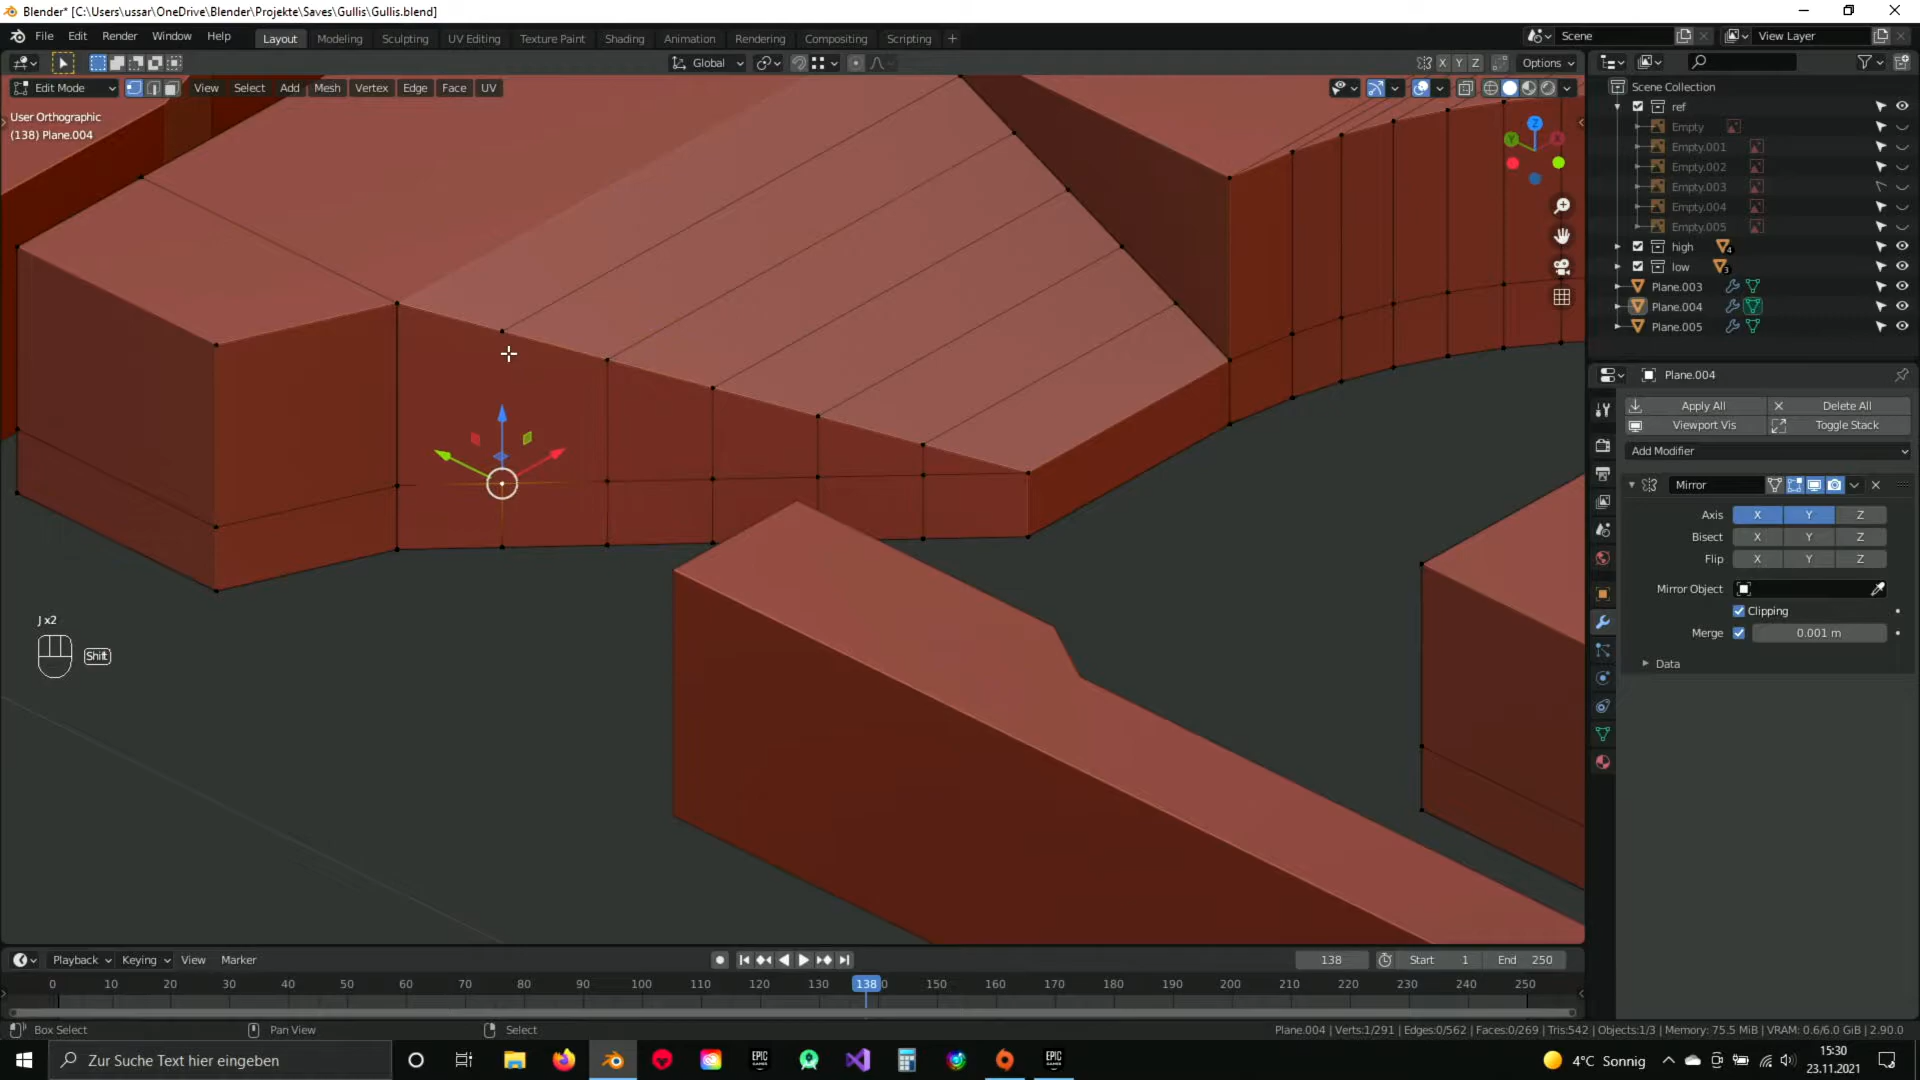 Blender* [C:\Users\ussar\OneDrive\Blender\Projekte\Saves\Gullis\Gullis.blend]
File Edit Render Window Help Layout Modeling Sculpting UV Editing Texture Paint Shading Animation Rendering Compositing Scripting + Scene View Layer
Global X Y Z Options
Edit Mode View Select Add Mesh Vertex Edge Face UV
User Orthographic
(138) Plane.004
Z
Y
X
J x2
Shift
Scene Collection
ref
Empty
Empty.001
Empty.002
Empty.003
Empty.004
Empty.005
high 4
low 3
Plane.003
Plane.004
Plane.005
Plane.004
Apply All Delete All
Viewport Vis Toggle Stack
Add Modifier
Mirror
Axis X Y Z
Bisect X Y Z
Flip X Y Z
Mirror Object
Clipping
Merge 0.001 m
Data
Playback Keying View Marker 138 Start 1 End 250
0 10 20 30 40 50 60 70 80 90 100 110 120 130 138 0 150 160 170 180 190 200 210 220 230 240 250
Box Select Pan View Select Plane.004 | Verts:1/291 | Edges:0/562 | Faces:0/269 | Tris:542 | Objects:1/3 | Memory: 75.5 MiB | VRAM: 0.6/6.0 GiB | 2.90.0
Zur Suche Text hier eingeben EPIC GAMES EPIC GAMES 4°C Sonnig 15:30
23.11.2021